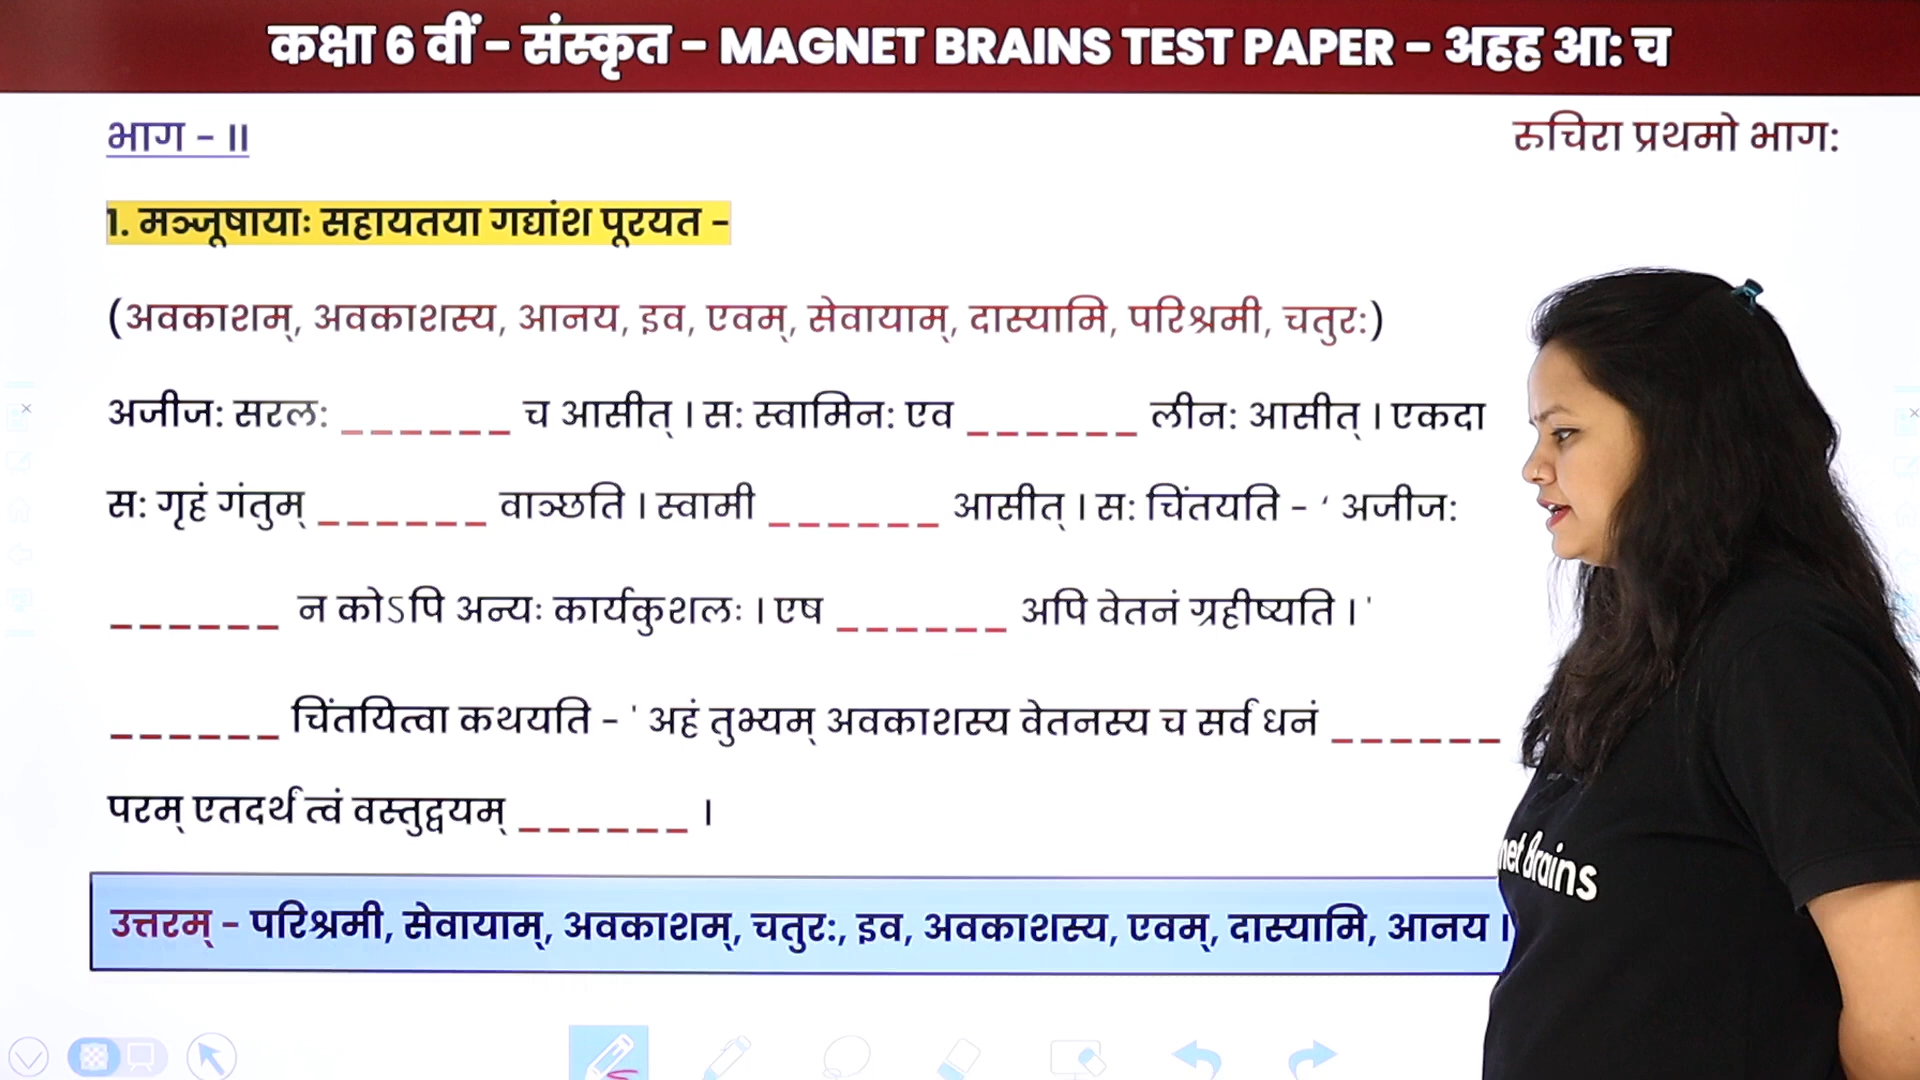 कक्षा 6 वीं - संस्कृत - MAGNET BRAINS TEST PAPER - अहह आः च
भाग - II
रुचिरा प्रथमो भागः
1. मञ्जूषायाः सहायतया गद्यांश पूरयत -
(अवकाशम्, अवकाशस्य, आनय, इव, एवम्, सेवायाम्, दास्यामि, परिश्रमी, चतुरः)
अजीजः सरलः ______ च आसीत् । सः स्वामिनः एव ______ लीनः आसीत् । एकदा
सः गृहं गंतुम् ______ वाञ्छति । स्वामी ______ आसीत् । सः चिंतयति - ‘ अजीजः
______ न कोऽपि अन्यः कार्यकुशलः । एष ______ अपि वेतनं ग्रहीष्यति । '
______ चिंतयित्वा कथयति - ' अहं तुभ्यम् अवकाशस्य वेतनस्य च सर्वं धनं ______
परम् एतदर्थं त्वं वस्तुद्वयम् ______ ।
उत्तरम् - परिश्रमी, सेवायाम्, अवकाशम्, चतुरः, इव, अवकाशस्य, एवम्, दास्यामि, आनय ।
net Brains